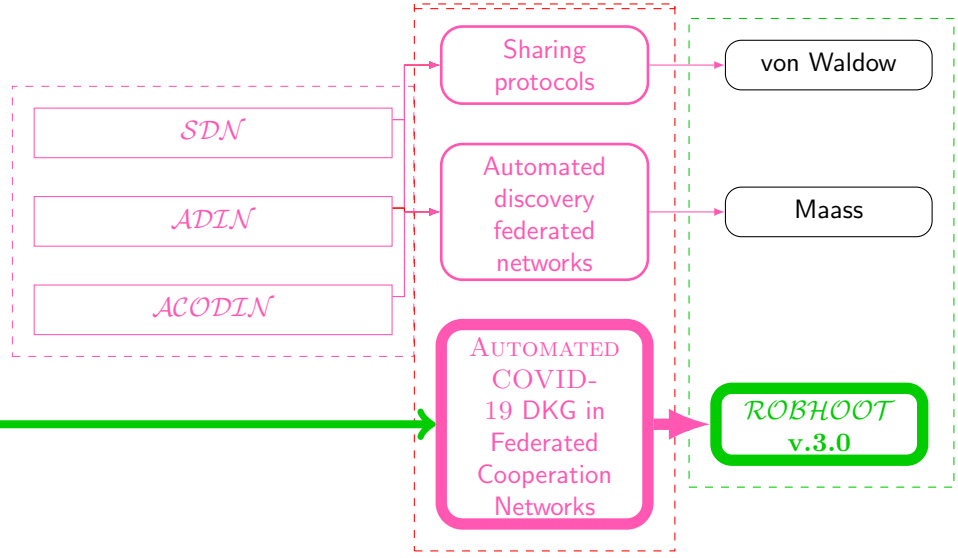 SDN
ADIN
ACODIN
Sharing
protocols
Automated
discovery
federated
networks
AUTOMATED
COVID-
19 DKG in
Federated
Cooperation
Networks
von Waldow
Maass
ROBHOOT
v.3.0